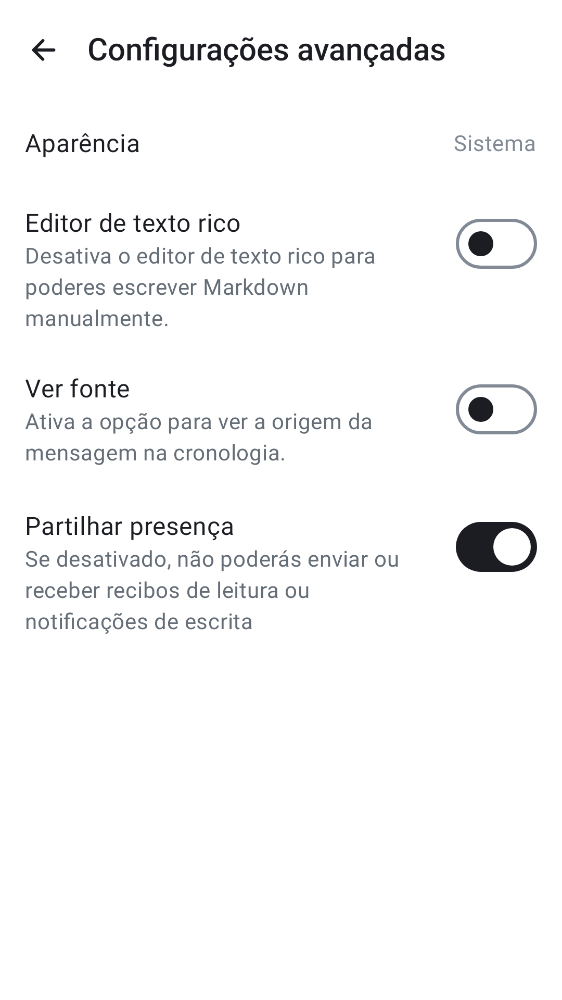 Configurações avançadas
Aparência
Sistema
Editor de texto rico
Desativa o editor de texto rico para
poderes escrever Markdown
manualmente.
Ver fonte
Ativa a opção para ver a origem da
mensagem na cronologia.
Partilhar presença
Se desativado, não poderás enviar ou
receber recibos de leitura ou
notificações de escrita